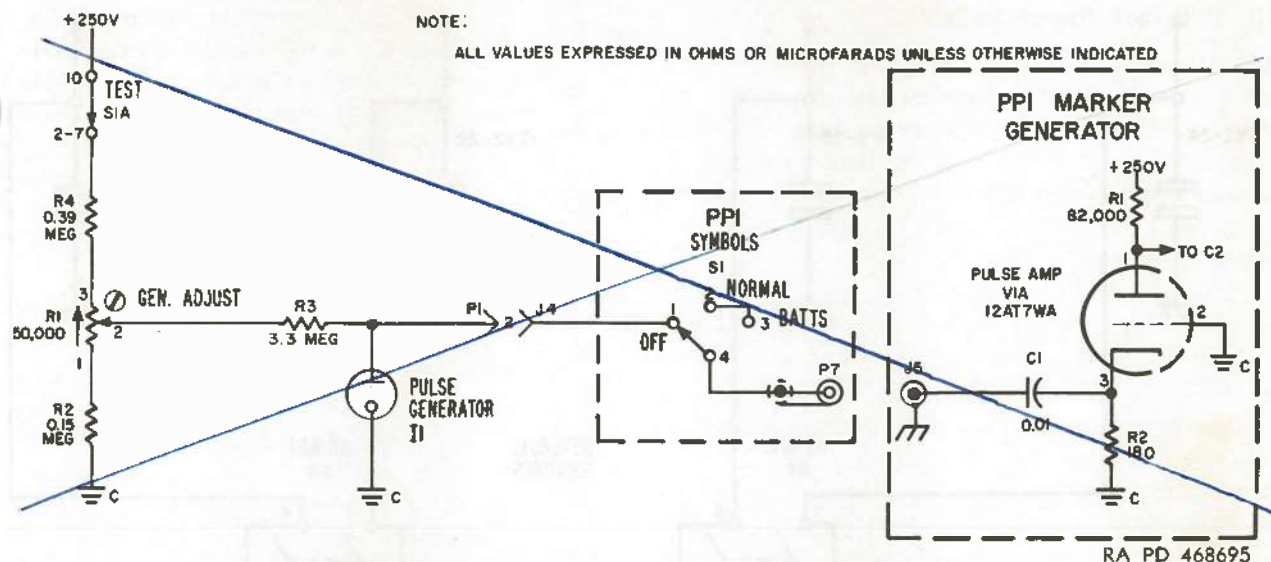 +250V
NOTE:
ALL VALUES EXPRESSED IN OHMS OR MICROFARADS UNLESS OTHERWISE INDICATED
10
TEST
S1A
2-7
R4
0.39
MEG
3
GEN. ADJUST
R1
50,000
2
1
R3
3.3 MEG
P1
2
J4
R2
0.15
MEG
C
PULSE
GENERATOR
I1
C
PPI
SYMBOLS
S1
2
NORMAL
1
3
BATTS
OFF
4
P7
PPI MARKER
GENERATOR
+250V
R1
82,000
1
TO C2
PULSE AMP
V1A
12AT7WA
2
C
J5
C1
3
0.01
R2
180
C
RA PD 468695